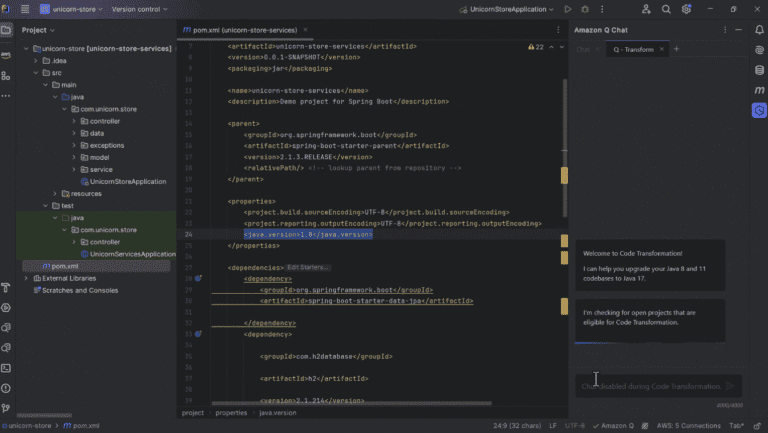 unicorn-store
Version control
UnicornStoreApplication
Project
unicorn-store [unicorn-store-services]
.idea
src
main
java
com.unicorn.store
controller
data
exceptions
model
service
UnicornStoreApplication
resources
test
java
com.unicorn.store
controller
UnicornServicesApplication
pom.xml
External Libraries
Scratches and Consoles
pom.xml (unicorn-store-services)
22
7 <artifactId>unicorn-store-services</artifactId>
<version>0.0.1-SNAPSHOT</version>
<packaging>jar</packaging>
<name>unicorn-store-services</name>
<description>Demo project for Spring Boot</description>
<parent>
<groupId>org.springframework.boot</groupId>
<artifactId>spring-boot-starter-parent</artifactId>
<version>2.1.3.RELEASE</version>
<relativePath/> <!-- lookup parent from repository -->
</parent>
<properties>
<project.build.sourceEncoding>UTF-8</project.build.sourceEncoding>
<project.reporting.outputEncoding>UTF-8</project.reporting.outputEncoding>
24 <java.version>1.8</java.version>
</properties>
<dependencies> Edit Starters...
<dependency>
<groupId>org.springframework.boot</groupId>
<artifactId>spring-boot-starter-data-jpa</artifactId>
</dependency>
<dependency>
<groupId>com.h2database</groupId>
<artifactId>h2</artifactId>
<version>2.1.214</version>
project > properties > java.version
Amazon Q Chat
Chat
Q - Transform
Welcome to Code Transformation!
I can help you upgrade your Java 8 and 11
codebases to Java 17.
I'm checking for open projects that are
eligible for Code Transformation.
Chat disabled during Code Transformation.
4000/4000
unicorn-store > pom.xml
24:9 (32 chars) LF UTF-8 Amazon Q AWS: 5 Connections Tab*